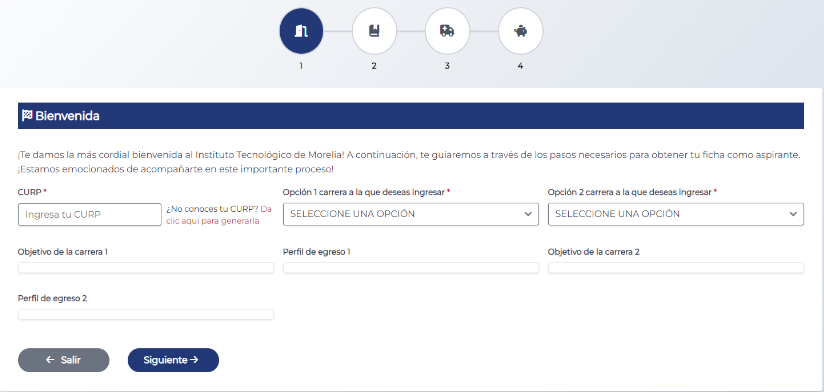 1 2 3 4
Bienvenida
¡Te damos la más cordial bienvenida al Instituto Tecnológico de Morelia! A continuación, te guiaremos a través de los pasos necesarios para obtener tu ficha como aspirante.
¡Estamos emocionados de acompañarte en este importante proceso!
CURP * Opción 1 carrera a la que deseas ingresar * Opción 2 carrera a la que deseas ingresar *
Ingresa tu CURP ¿No conoces tu CURP? Da SELECCIONE UNA OPCIÓN SELECCIONE UNA OPCIÓN
clic aquí para generarla
Objetivo de la carrera 1 Perfil de egreso 1 Objetivo de la carrera 2
Perfil de egreso 2
Salir Siguiente